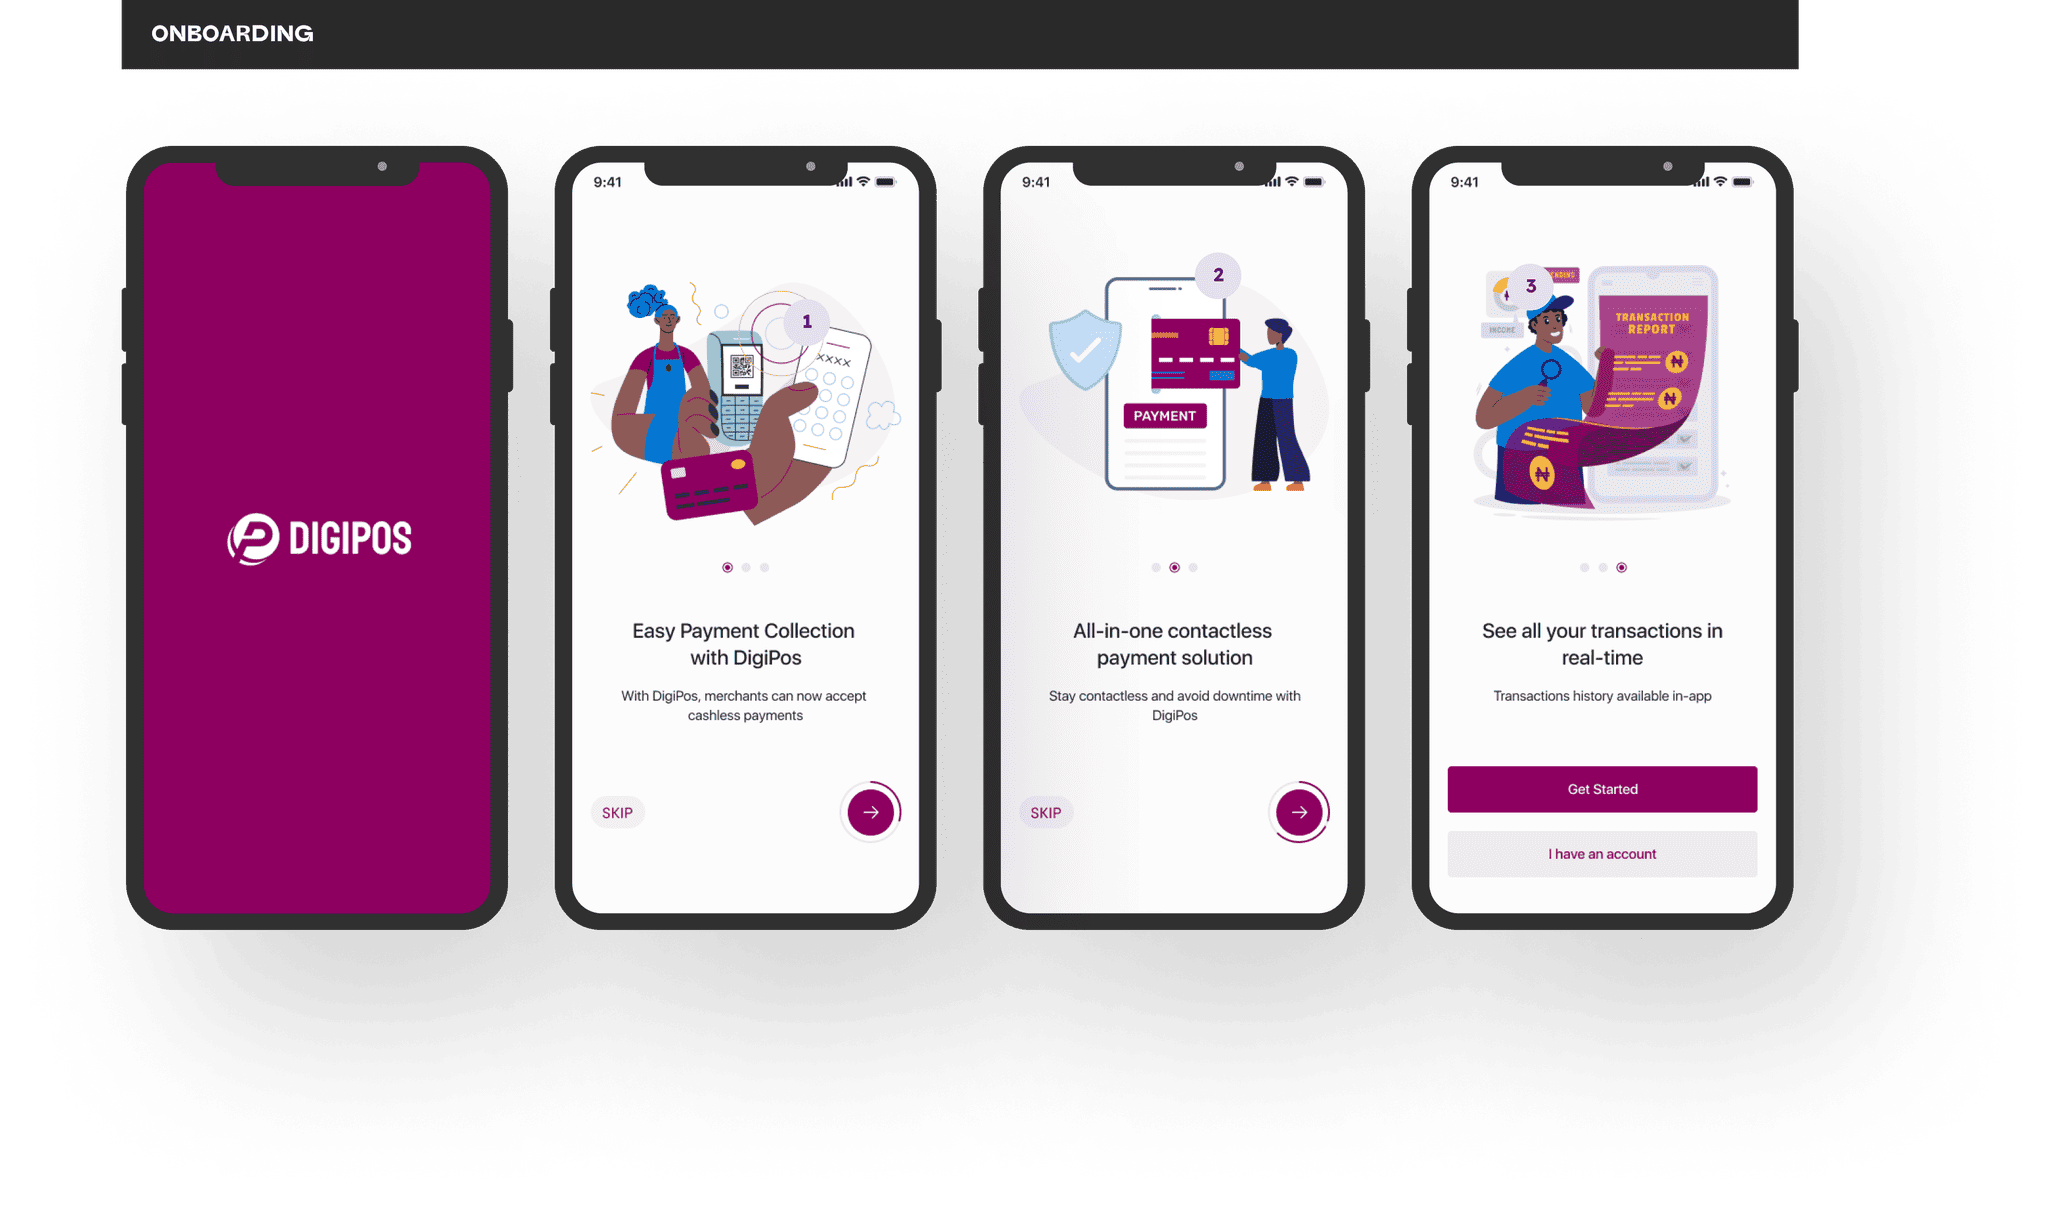 ONBOARDING
DIGIPOS
9:41
1
XXXX
Easy Payment Collection
with DigiPos
With DigiPos, merchants can now accept
cashless payments
SKIP
9:41
2
PAYMENT
All-in-one contactless
payment solution
Stay contactless and avoid downtime with
DigiPos
SKIP
9:41
3
INCOME
TRANSACTION
REPORT
₦
₦
₦
See all your transactions in
real-time
Transactions history available in-app
Get Started
I have an account